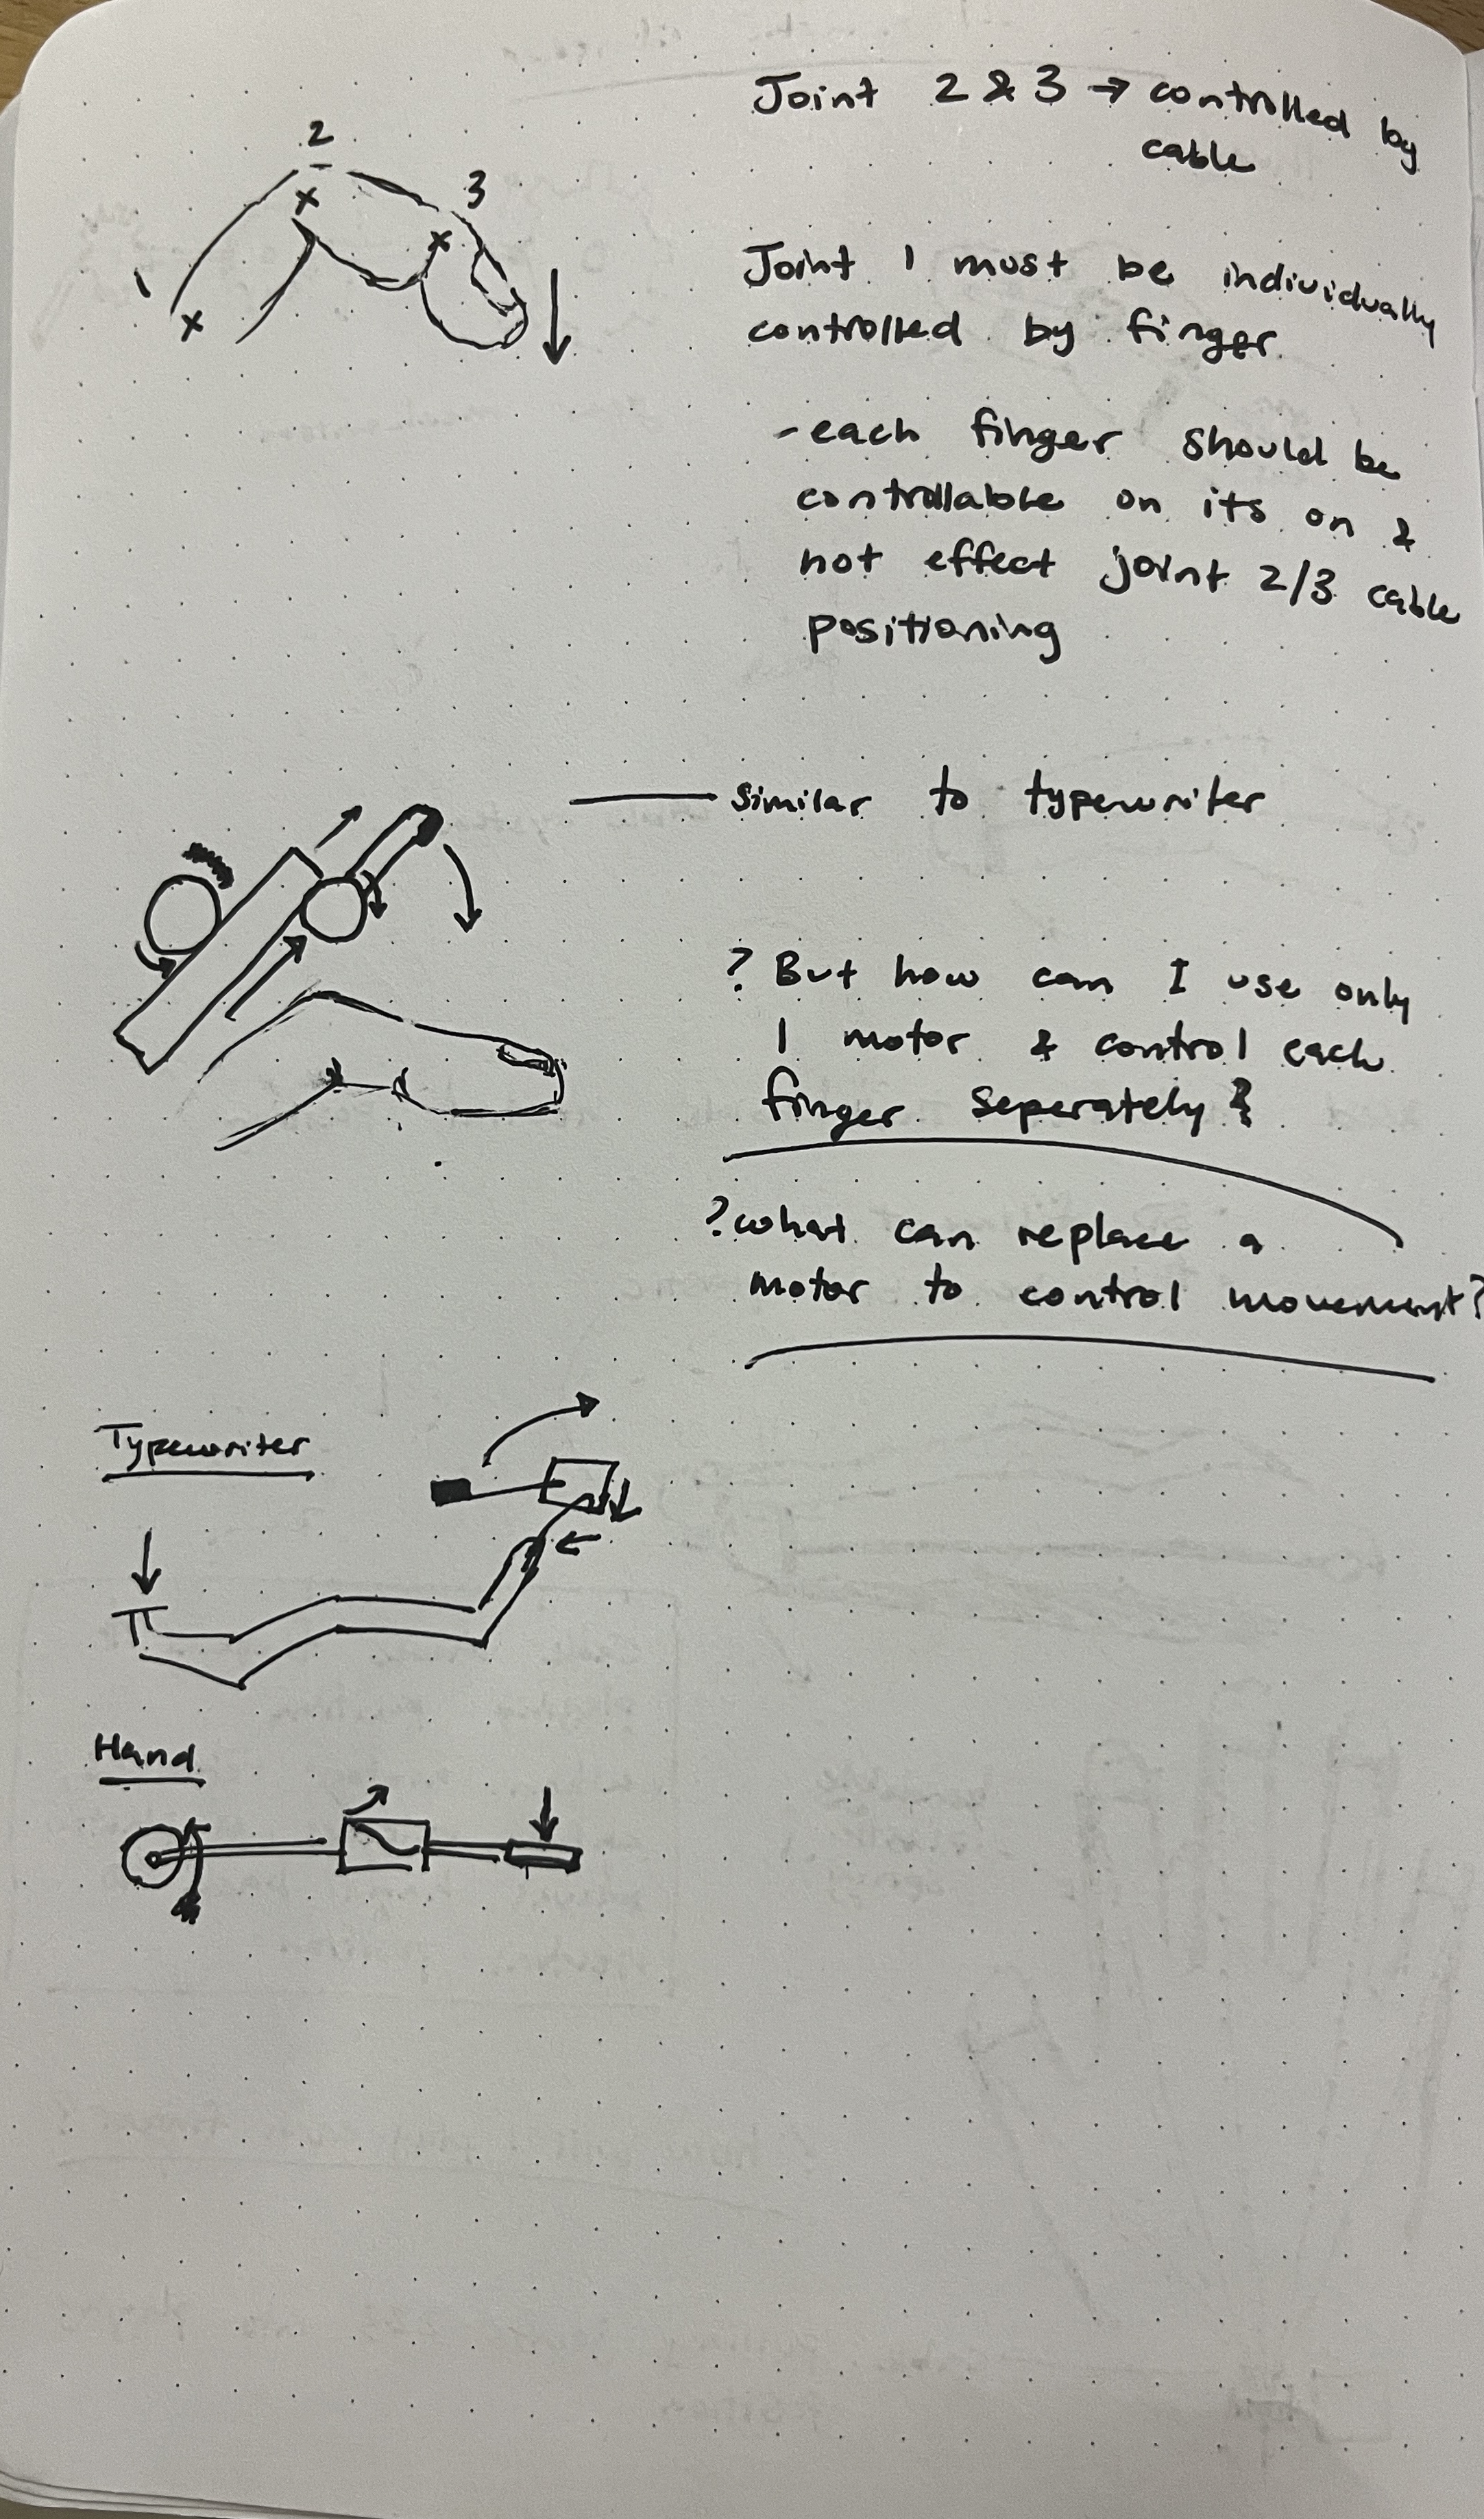 2
3
1
Joint 2 & 3 → controlled by
cable
Joint 1 must be individually
controlled by finger
- each finger should be
controllable on its on &
not effect joint 2/3 cable
positioning
Similar to typewriter
? But how can I use only
1 motor & control each
finger seperately ?
? what can replace a
motor to control movement?
Typewriter
Hand